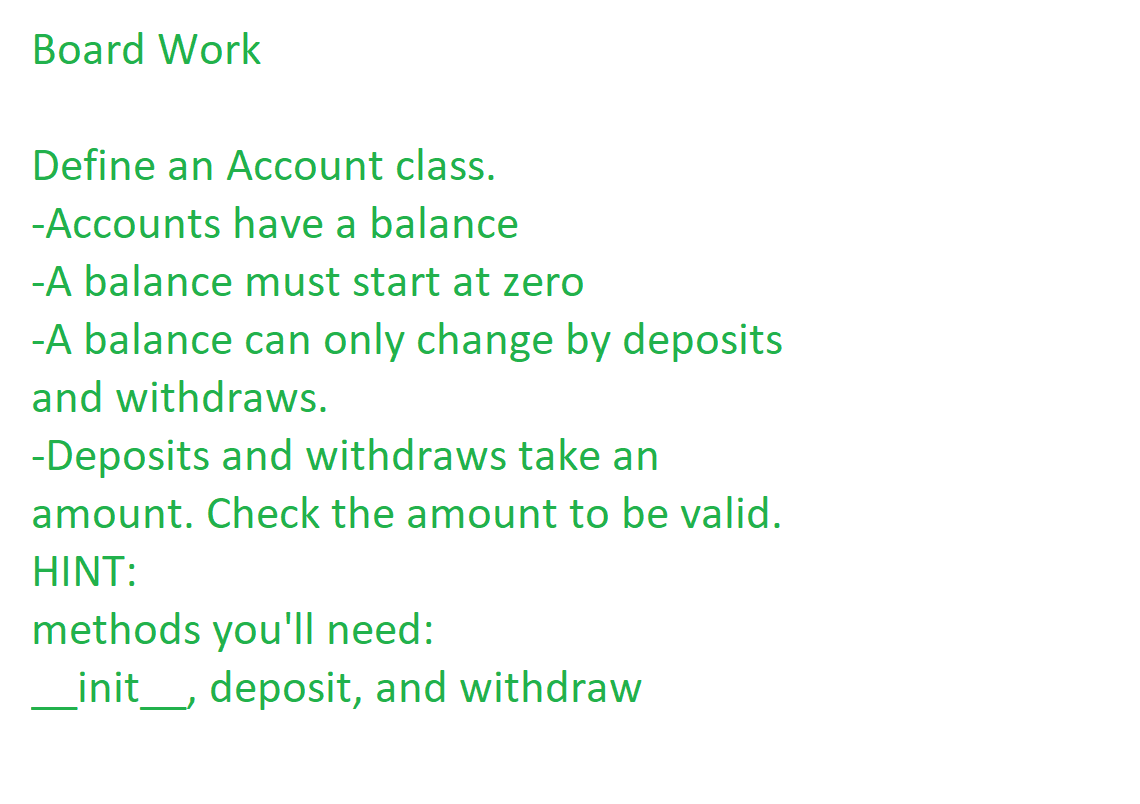 Board Work
Define an Account class.
-Accounts have a balance
-A balance must start at zero
-A balance can only change by deposits
and withdraws.
-Deposits and withdraws take an
amount. Check the amount to be valid.
HINT:
methods you'll need:
__init__, deposit, and withdraw